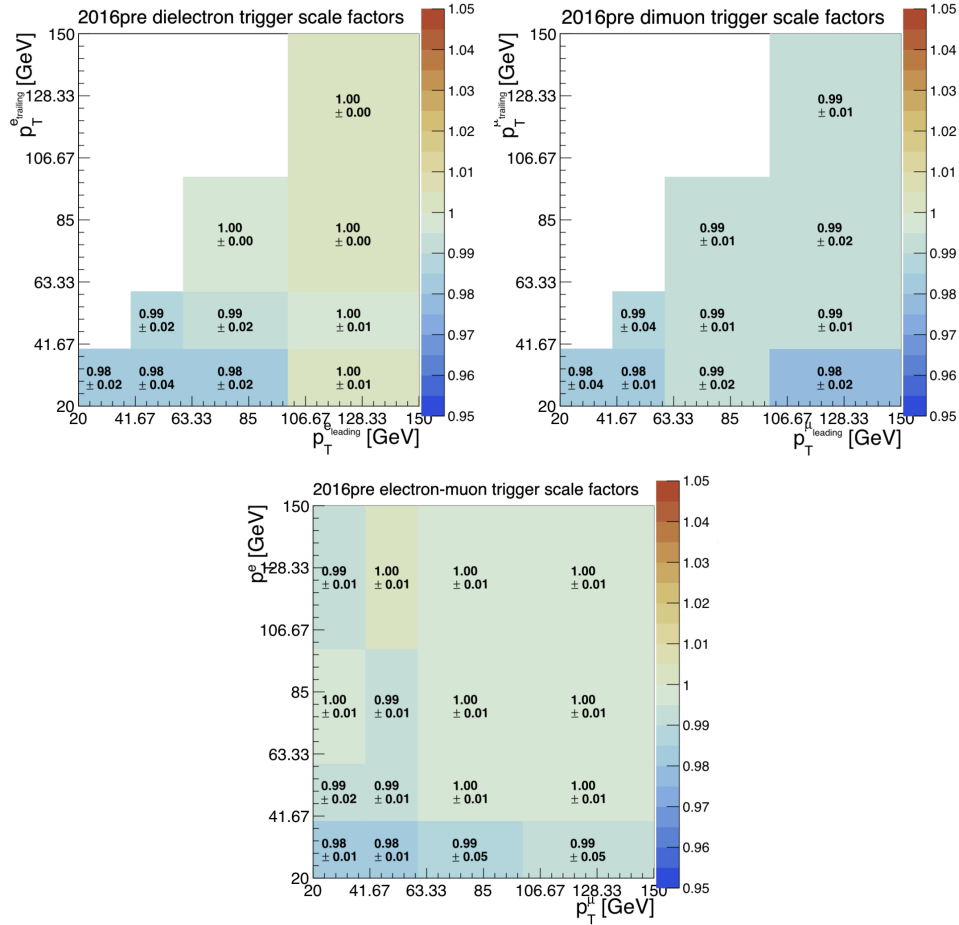 2016pre dielectron trigger scale factors
p_T^{e_{trailing}} [GeV]
150
128.33
106.67
85
63.33
41.67
20
1.00 ± 0.00
1.00 ± 0.00
1.00 ± 0.00
0.99 ± 0.02
0.99 ± 0.02
1.00 ± 0.01
0.98 ± 0.02
0.98 ± 0.04
0.98 ± 0.02
1.00 ± 0.01
20 41.67 63.33 85 106.67 128.33 150
p_T^{e_{leading}} [GeV]
1.05
1.04
1.03
1.02
1.01
1
0.99
0.98
0.97
0.96
0.95
2016pre dimuon trigger scale factors
p_T^{μ_{trailing}} [GeV]
150
128.33
106.67
85
63.33
41.67
20
0.99 ± 0.01
0.99 ± 0.01
0.99 ± 0.02
0.99 ± 0.04
0.99 ± 0.01
0.99 ± 0.01
0.98 ± 0.04
0.98 ± 0.01
0.99 ± 0.02
0.98 ± 0.02
20 41.67 63.33 85 106.67 128.33 150
p_T^{μ_{leading}} [GeV]
1.05
1.04
1.03
1.02
1.01
1
0.99
0.98
0.97
0.96
0.95
2016pre electron-muon trigger scale factors
p_T^e [GeV]
150
128.33
106.67
85
63.33
41.67
20
0.99 ± 0.01
1.00 ± 0.01
1.00 ± 0.01
1.00 ± 0.01
1.00 ± 0.01
0.99 ± 0.01
1.00 ± 0.01
1.00 ± 0.01
0.99 ± 0.02
0.99 ± 0.01
1.00 ± 0.01
1.00 ± 0.01
0.98 ± 0.01
0.98 ± 0.01
0.99 ± 0.05
0.99 ± 0.05
20 41.67 63.33 85 106.67 128.33 150
p_T^μ [GeV]
1.05
1.04
1.03
1.02
1.01
1
0.99
0.98
0.97
0.96
0.95